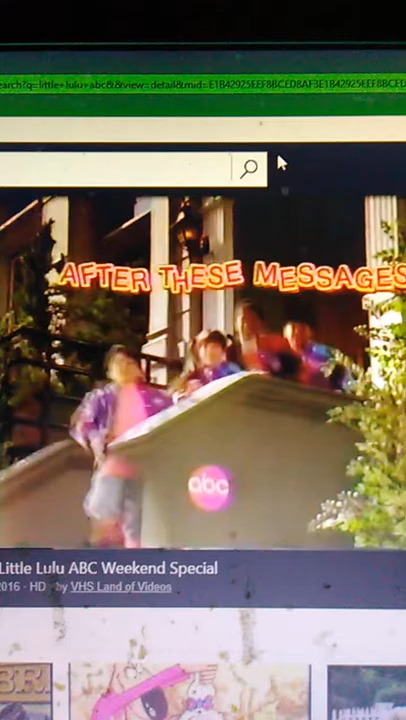 earch?q=little+lulu+abc&&view=detail&mid=E1B42925EEF8BCED8AF3E1B42925EEF8BCED
AFTER THESE MESSAGES
abc
Little Lulu ABC Weekend Special
2016 · HD · by VHS Land of Videos